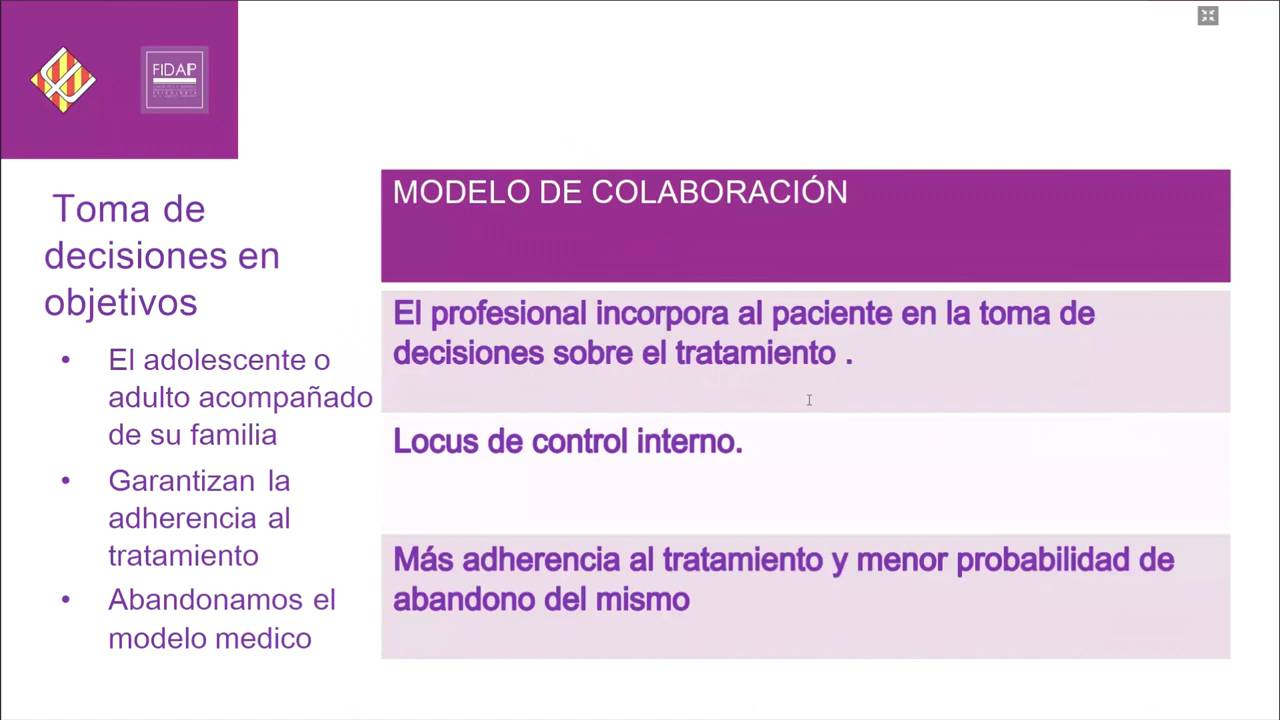 FIDAP
Toma de
decisiones en
objetivos
• El adolescente o
adulto acompañado
de su familia
• Garantizan la
adherencia al
tratamiento
• Abandonamos el
modelo medico
MODELO DE COLABORACIÓN
El profesional incorpora al paciente en la toma de
decisiones sobre el tratamiento .
Locus de control interno.
Más adherencia al tratamiento y menor probabilidad de
abandono del mismo